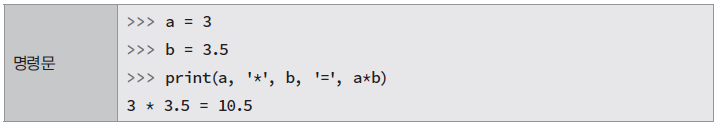 명령문
>>> a = 3
>>> b = 3.5
>>> print(a, '*', b, '=', a*b)
3 * 3.5 = 10.5